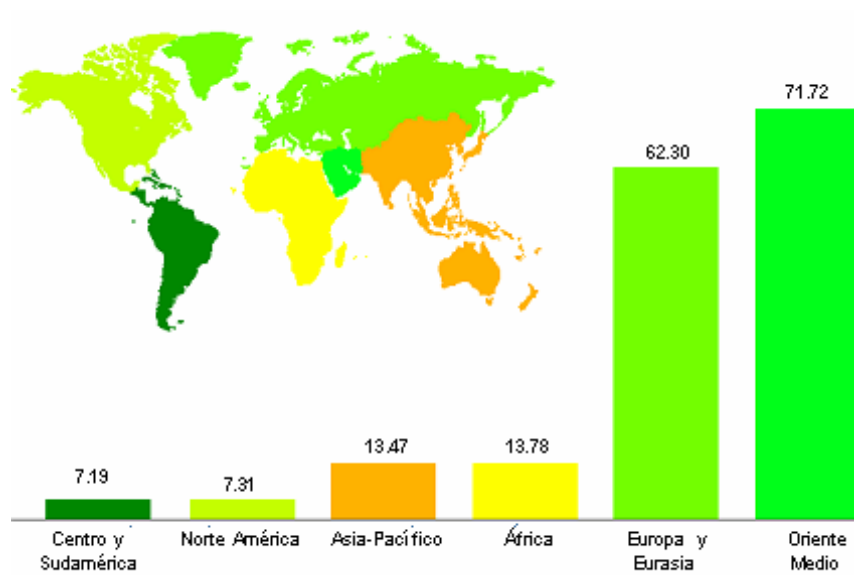 71.72
62.30
13.47
13.78
7.19
7.31
Centro y
Sudamérica
Norte América
Asia-Pacífico
África
Europa y
Eurasia
Oriente
Medio